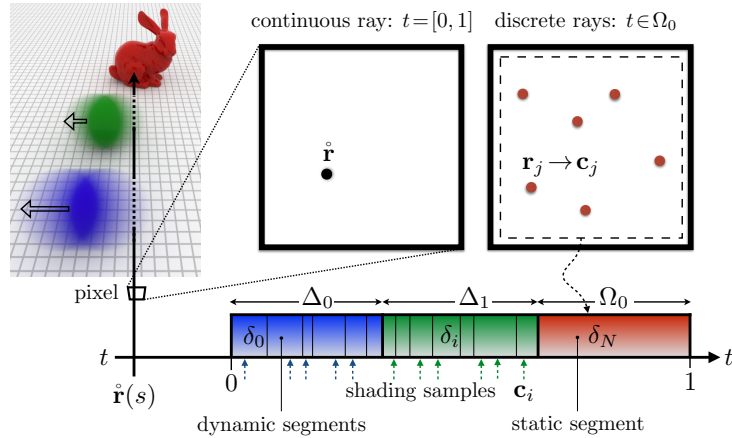 continuous ray: t=[0, 1]
discrete rays: t∈Ω₀
r̊
r_j → c_j
pixel
Δ₀
Δ₁
Ω₀
δ₀
δ_i
δ_N
t
t
0
1
r̊(s)
shading samples c_i
dynamic segments
static segment